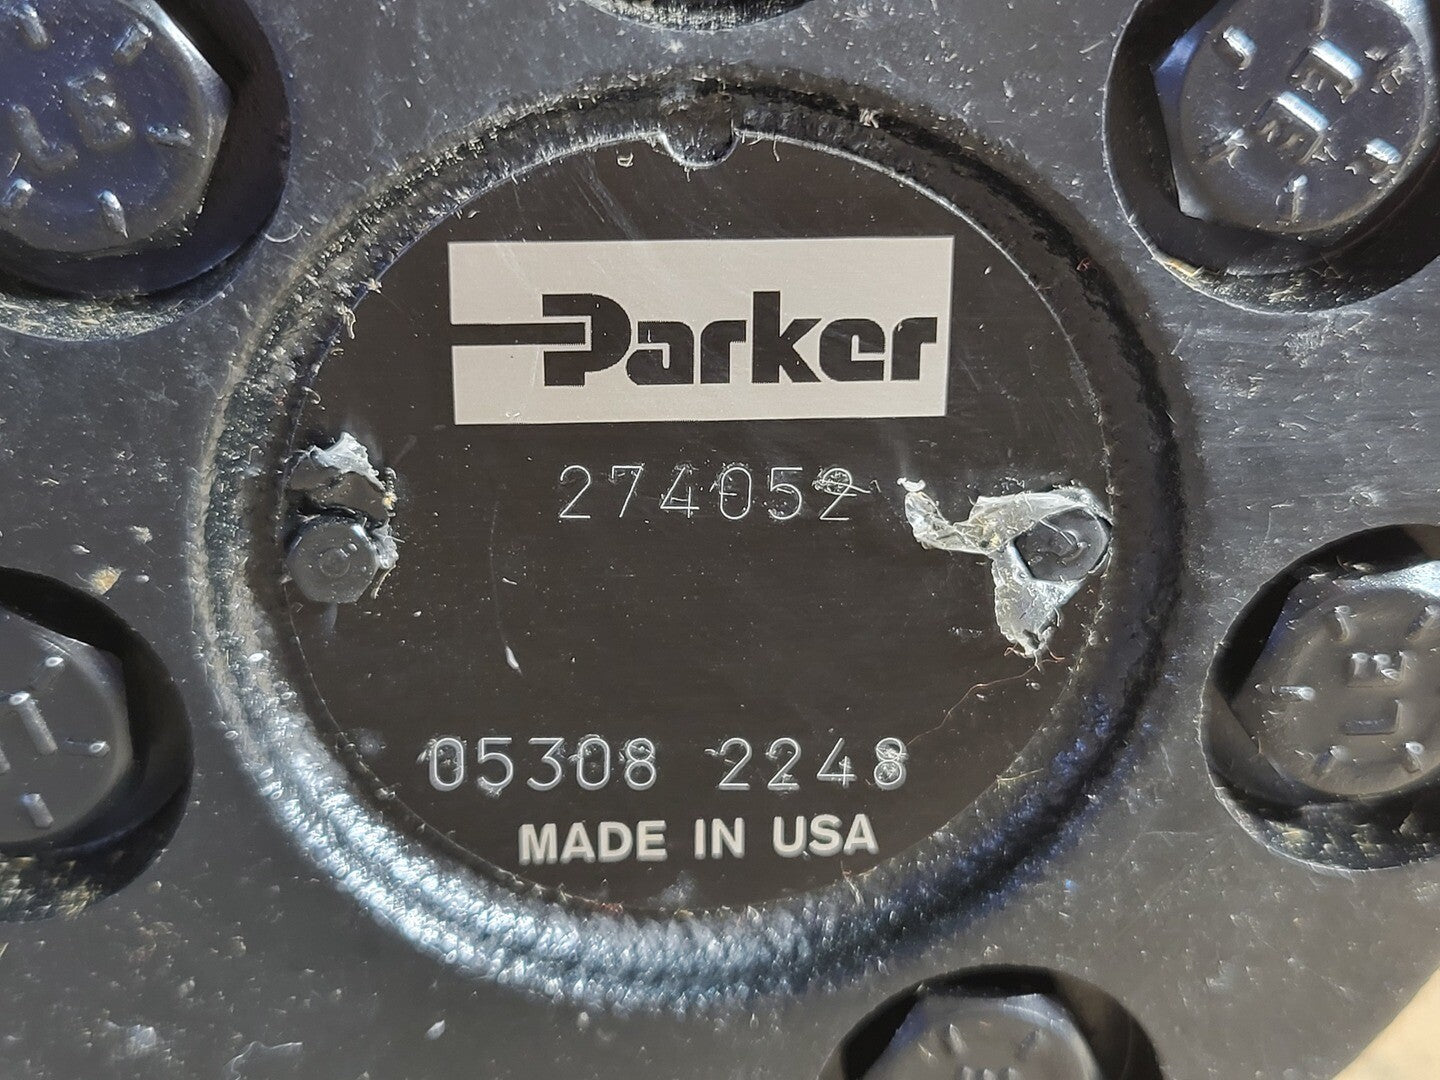 Parker
274052
05308 2248
MADE IN USA